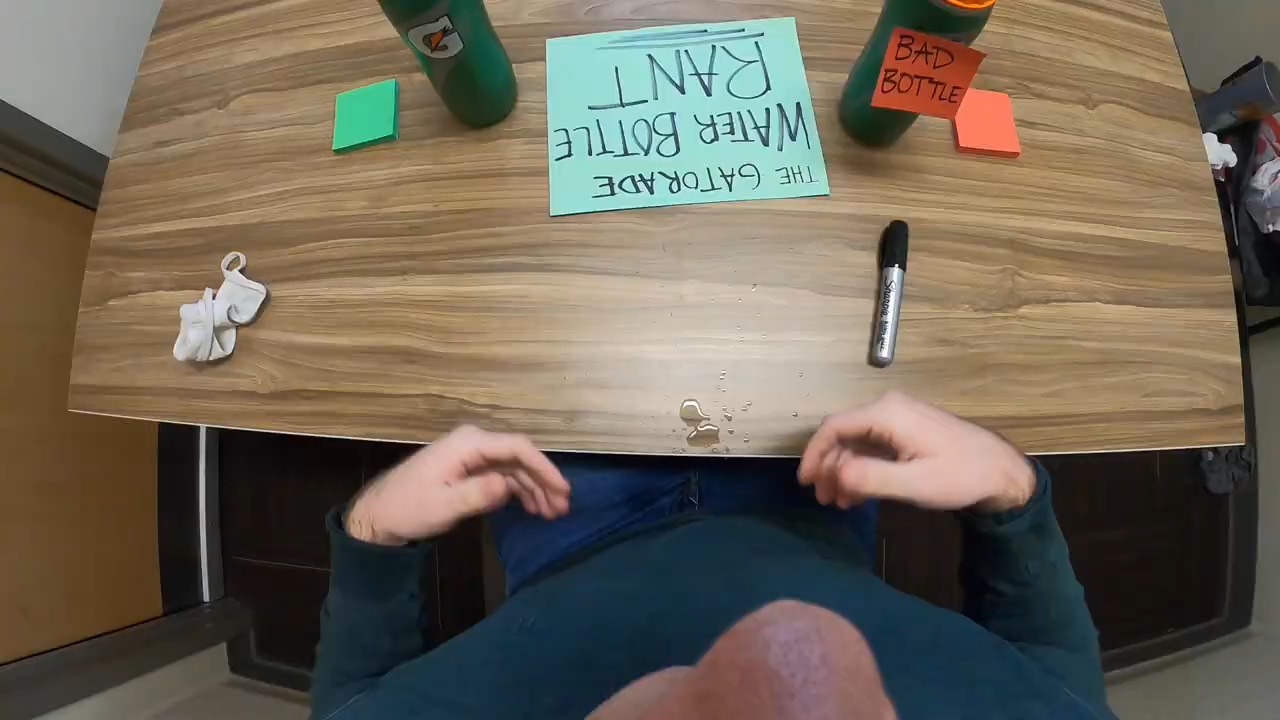 THE GATORADE
WATER BOTTLE
RANT
BAD
BOTTLE
Sharpie
G